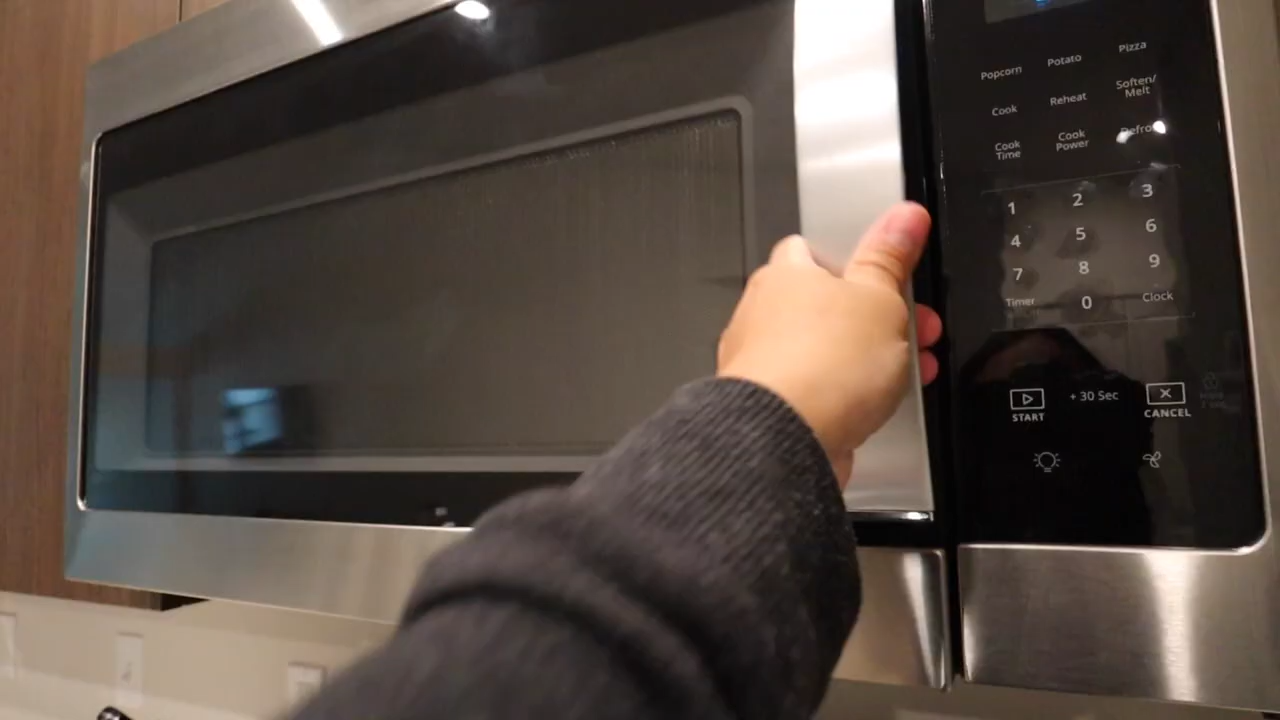 Popcorn Potato Pizza
Cook Reheat Soften/
Melt
Cook
Time Cook
Power Defrost
1 2 3
4 5 6
7 8 9
Timer 0 Clock
START + 30 Sec CANCEL